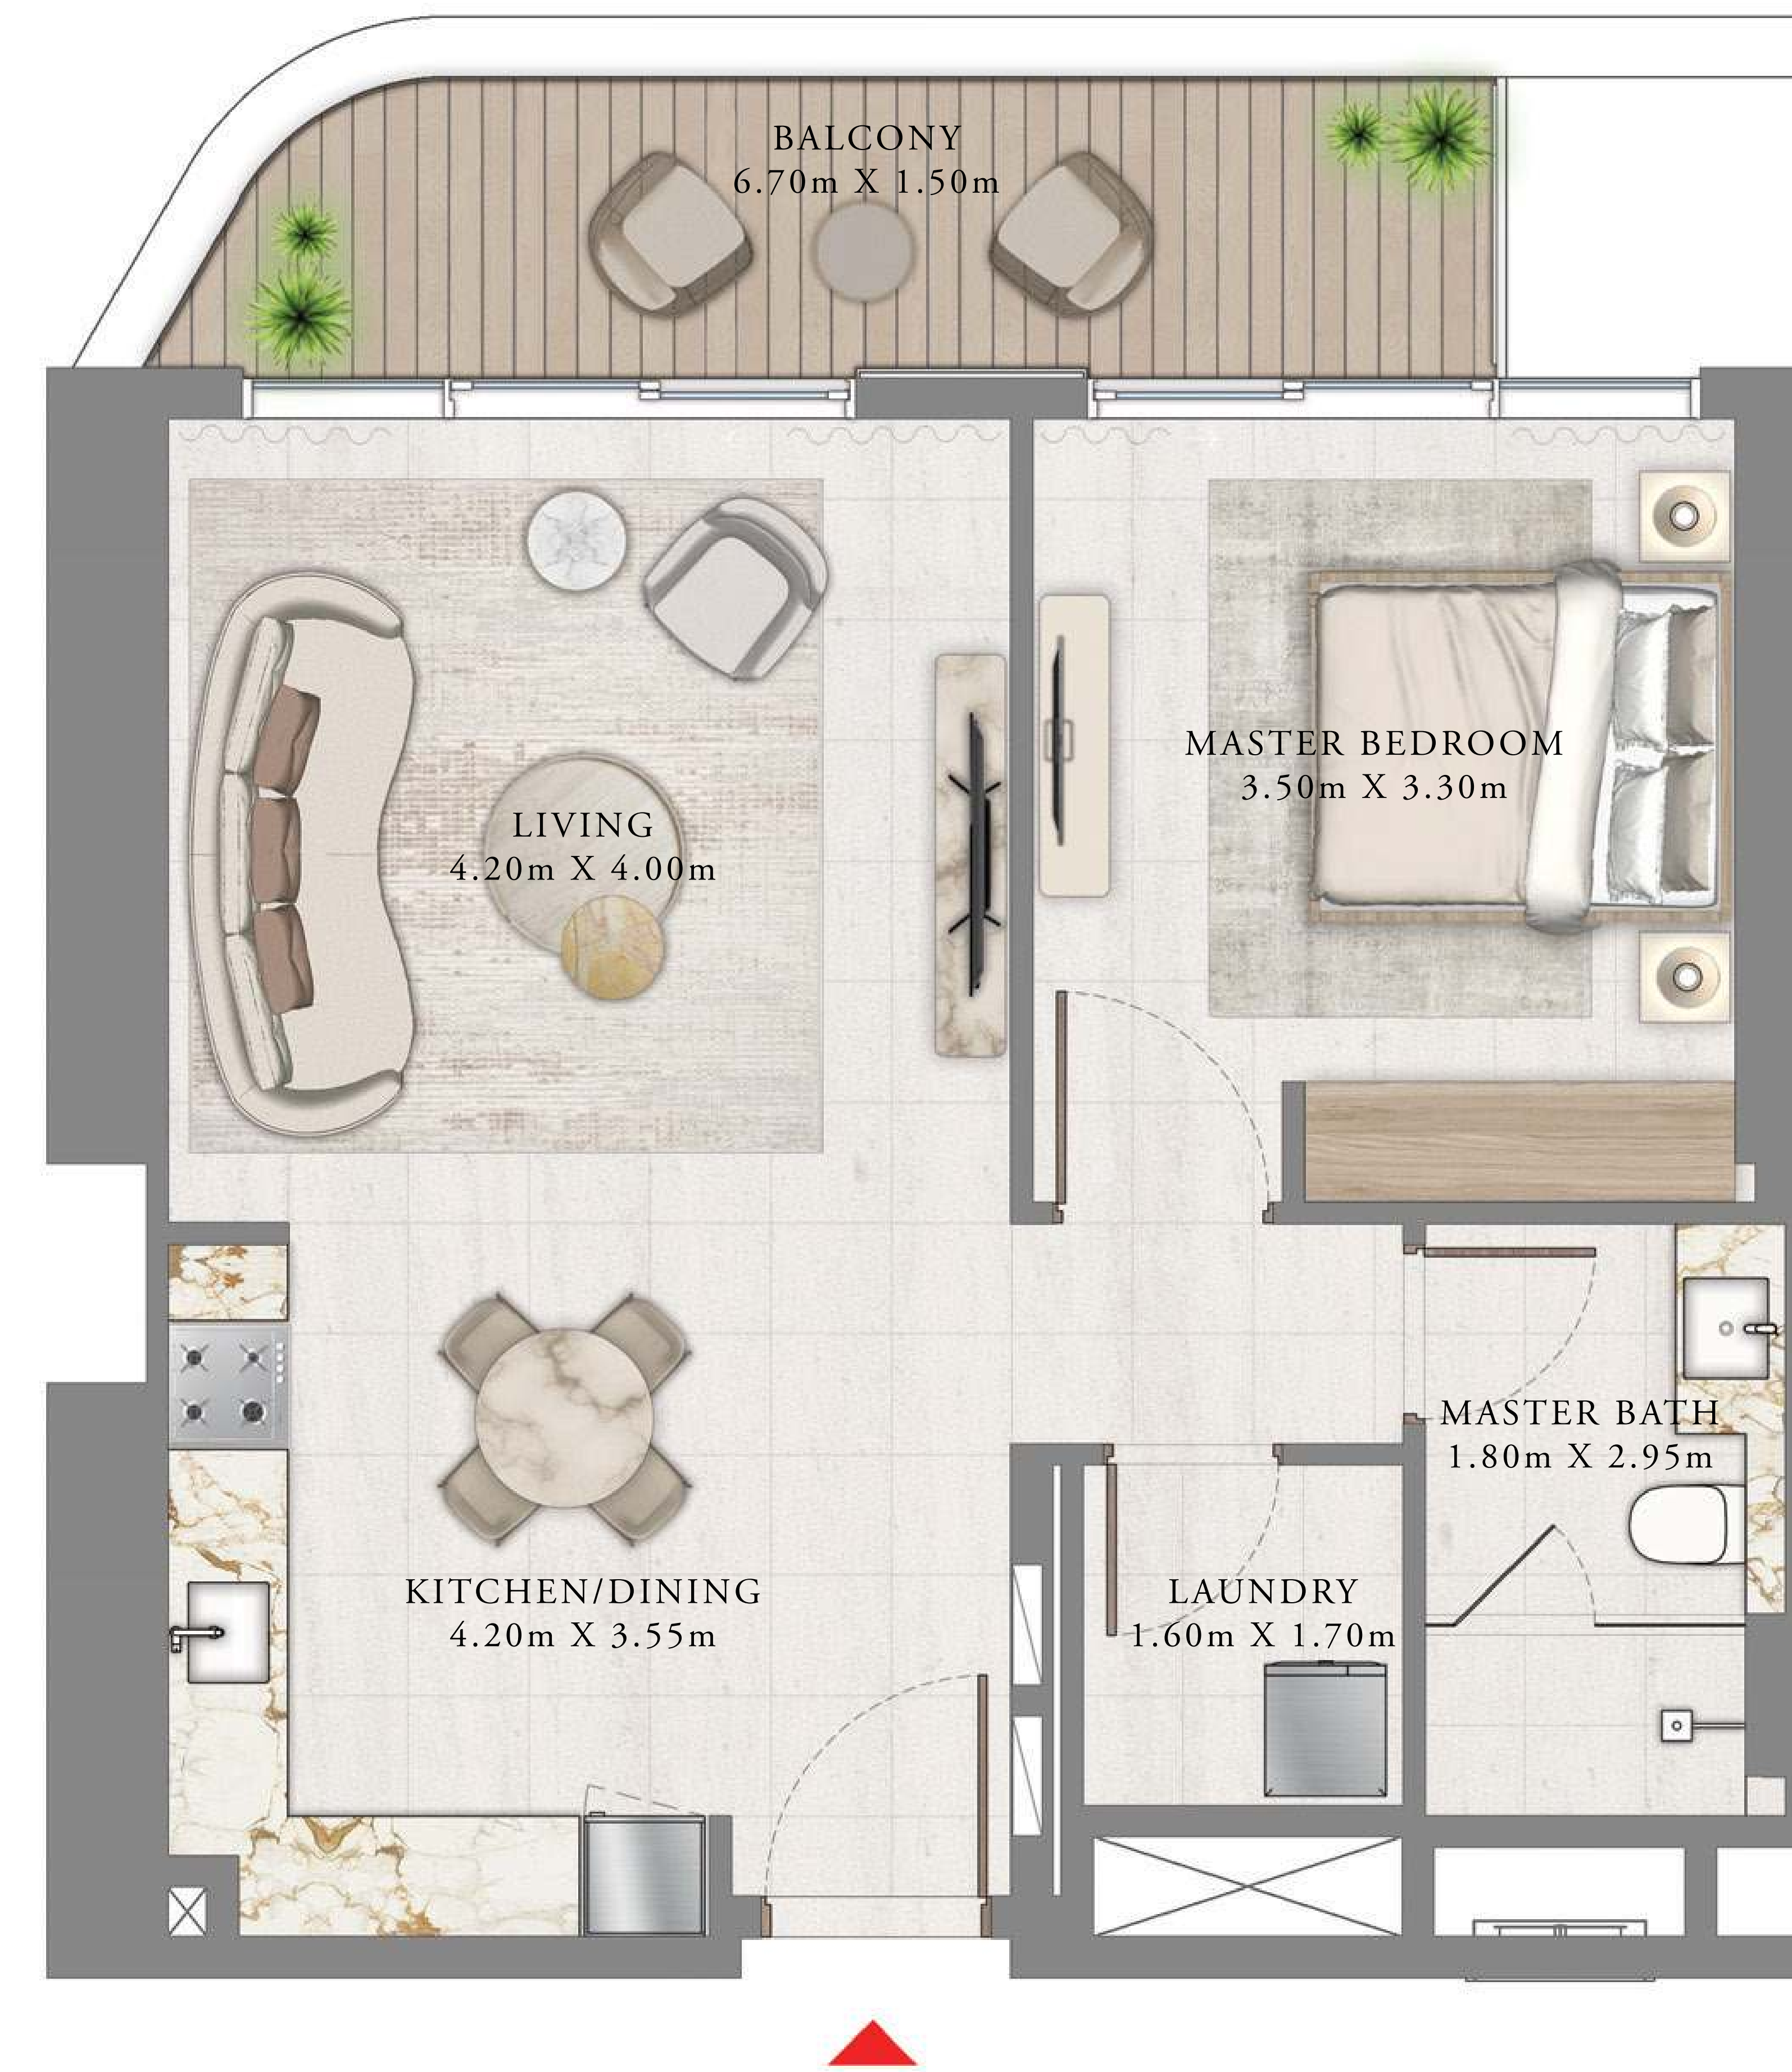 BALCONY
6.70m X 1.50m
MASTER BEDROOM
3.50m X 3.30m
LIVING
4.20m X 4.00m
MASTER BATH
1.80m X 2.95m
KITCHEN/DINING
4.20m X 3.55m
LAUNDRY
1.60m X 1.70m